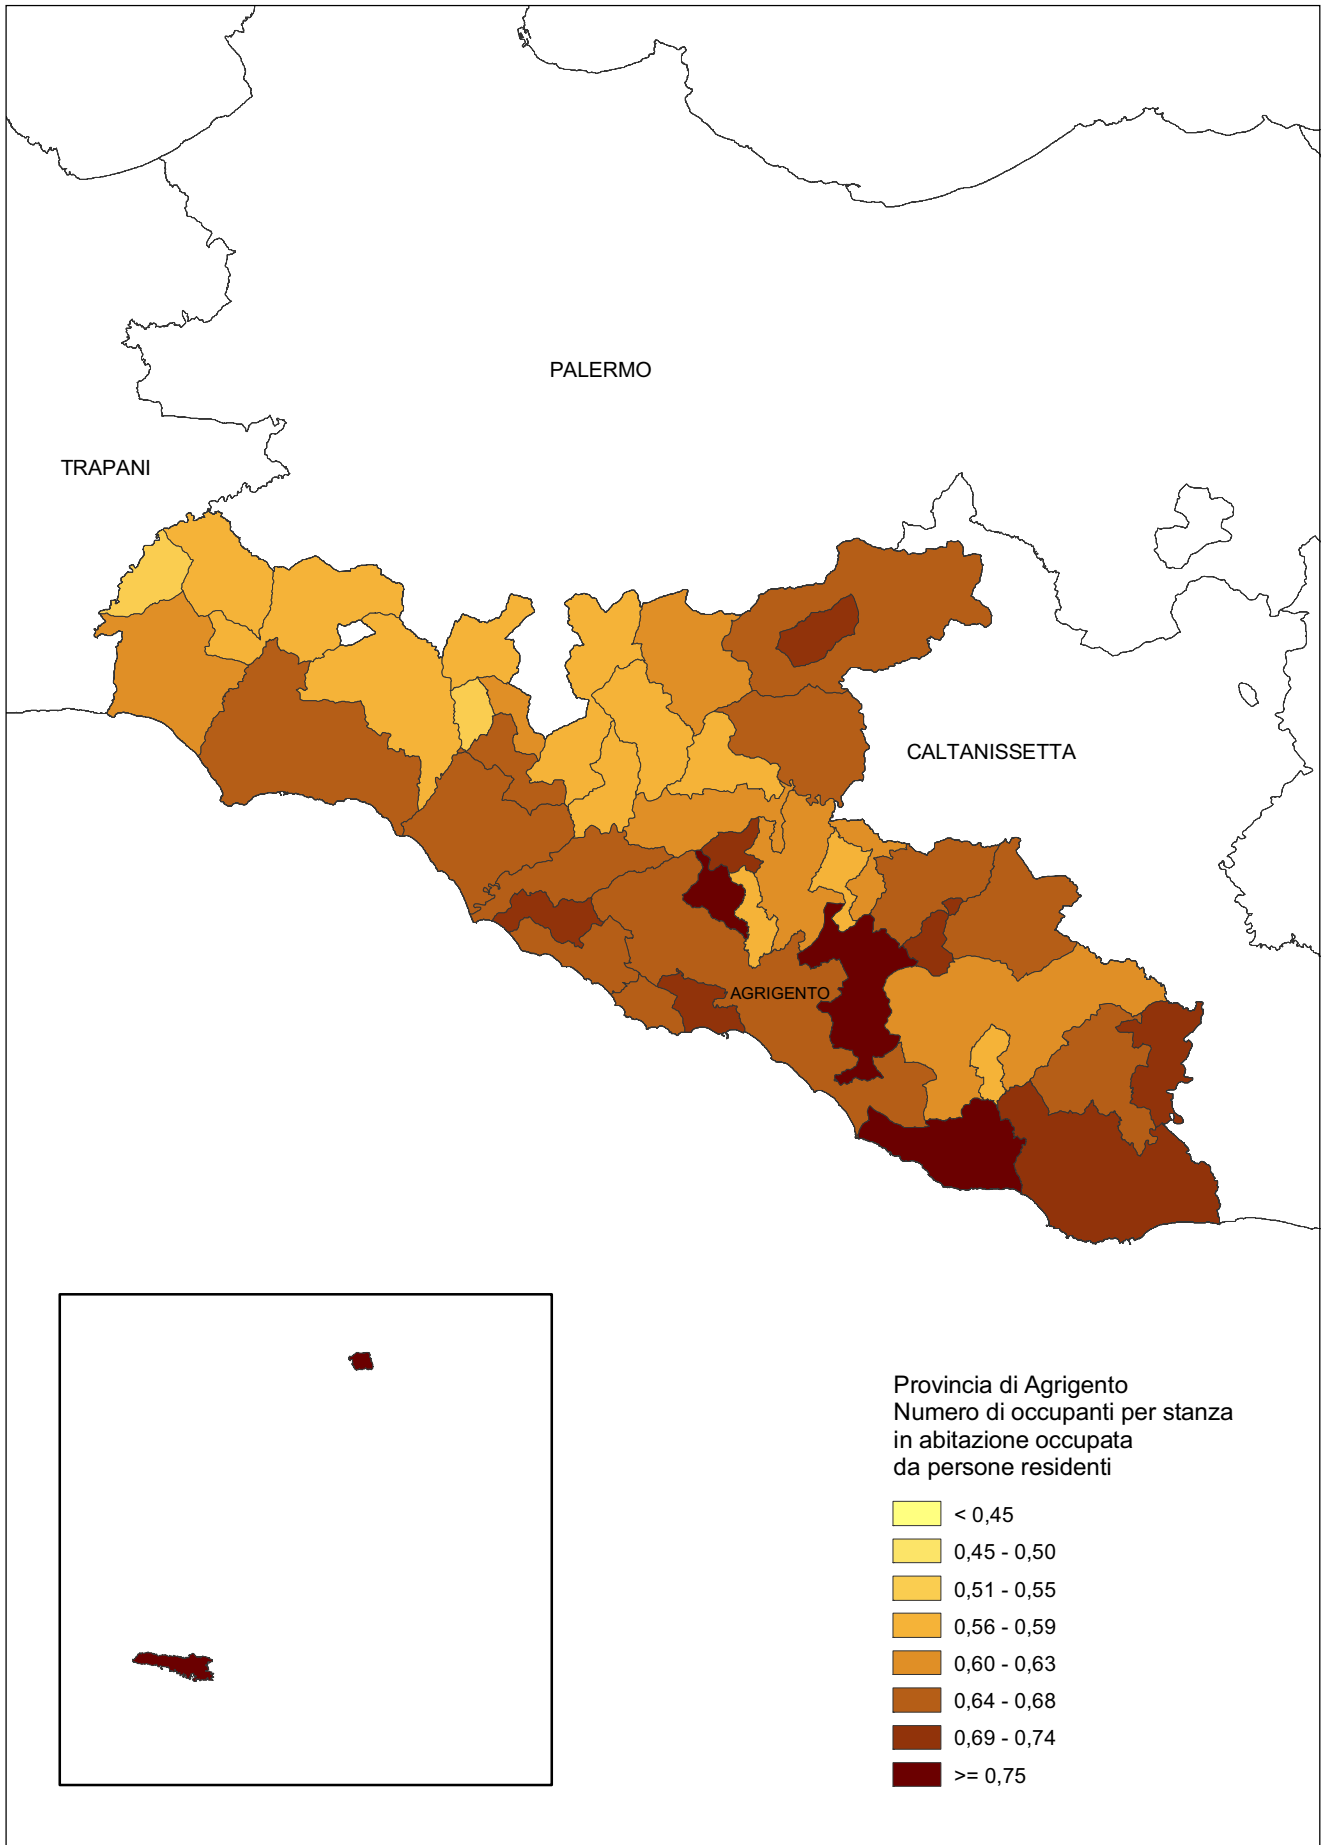 PALERMO
TRAPANI
CALTANISSETTA
AGRIGENTO
Provincia di Agrigento
Numero di occupanti per stanza
in abitazione occupata
da persone residenti
< 0,45
0,45 - 0,50
0,51 - 0,55
0,56 - 0,59
0,60 - 0,63
0,64 - 0,68
0,69 - 0,74
>= 0,75